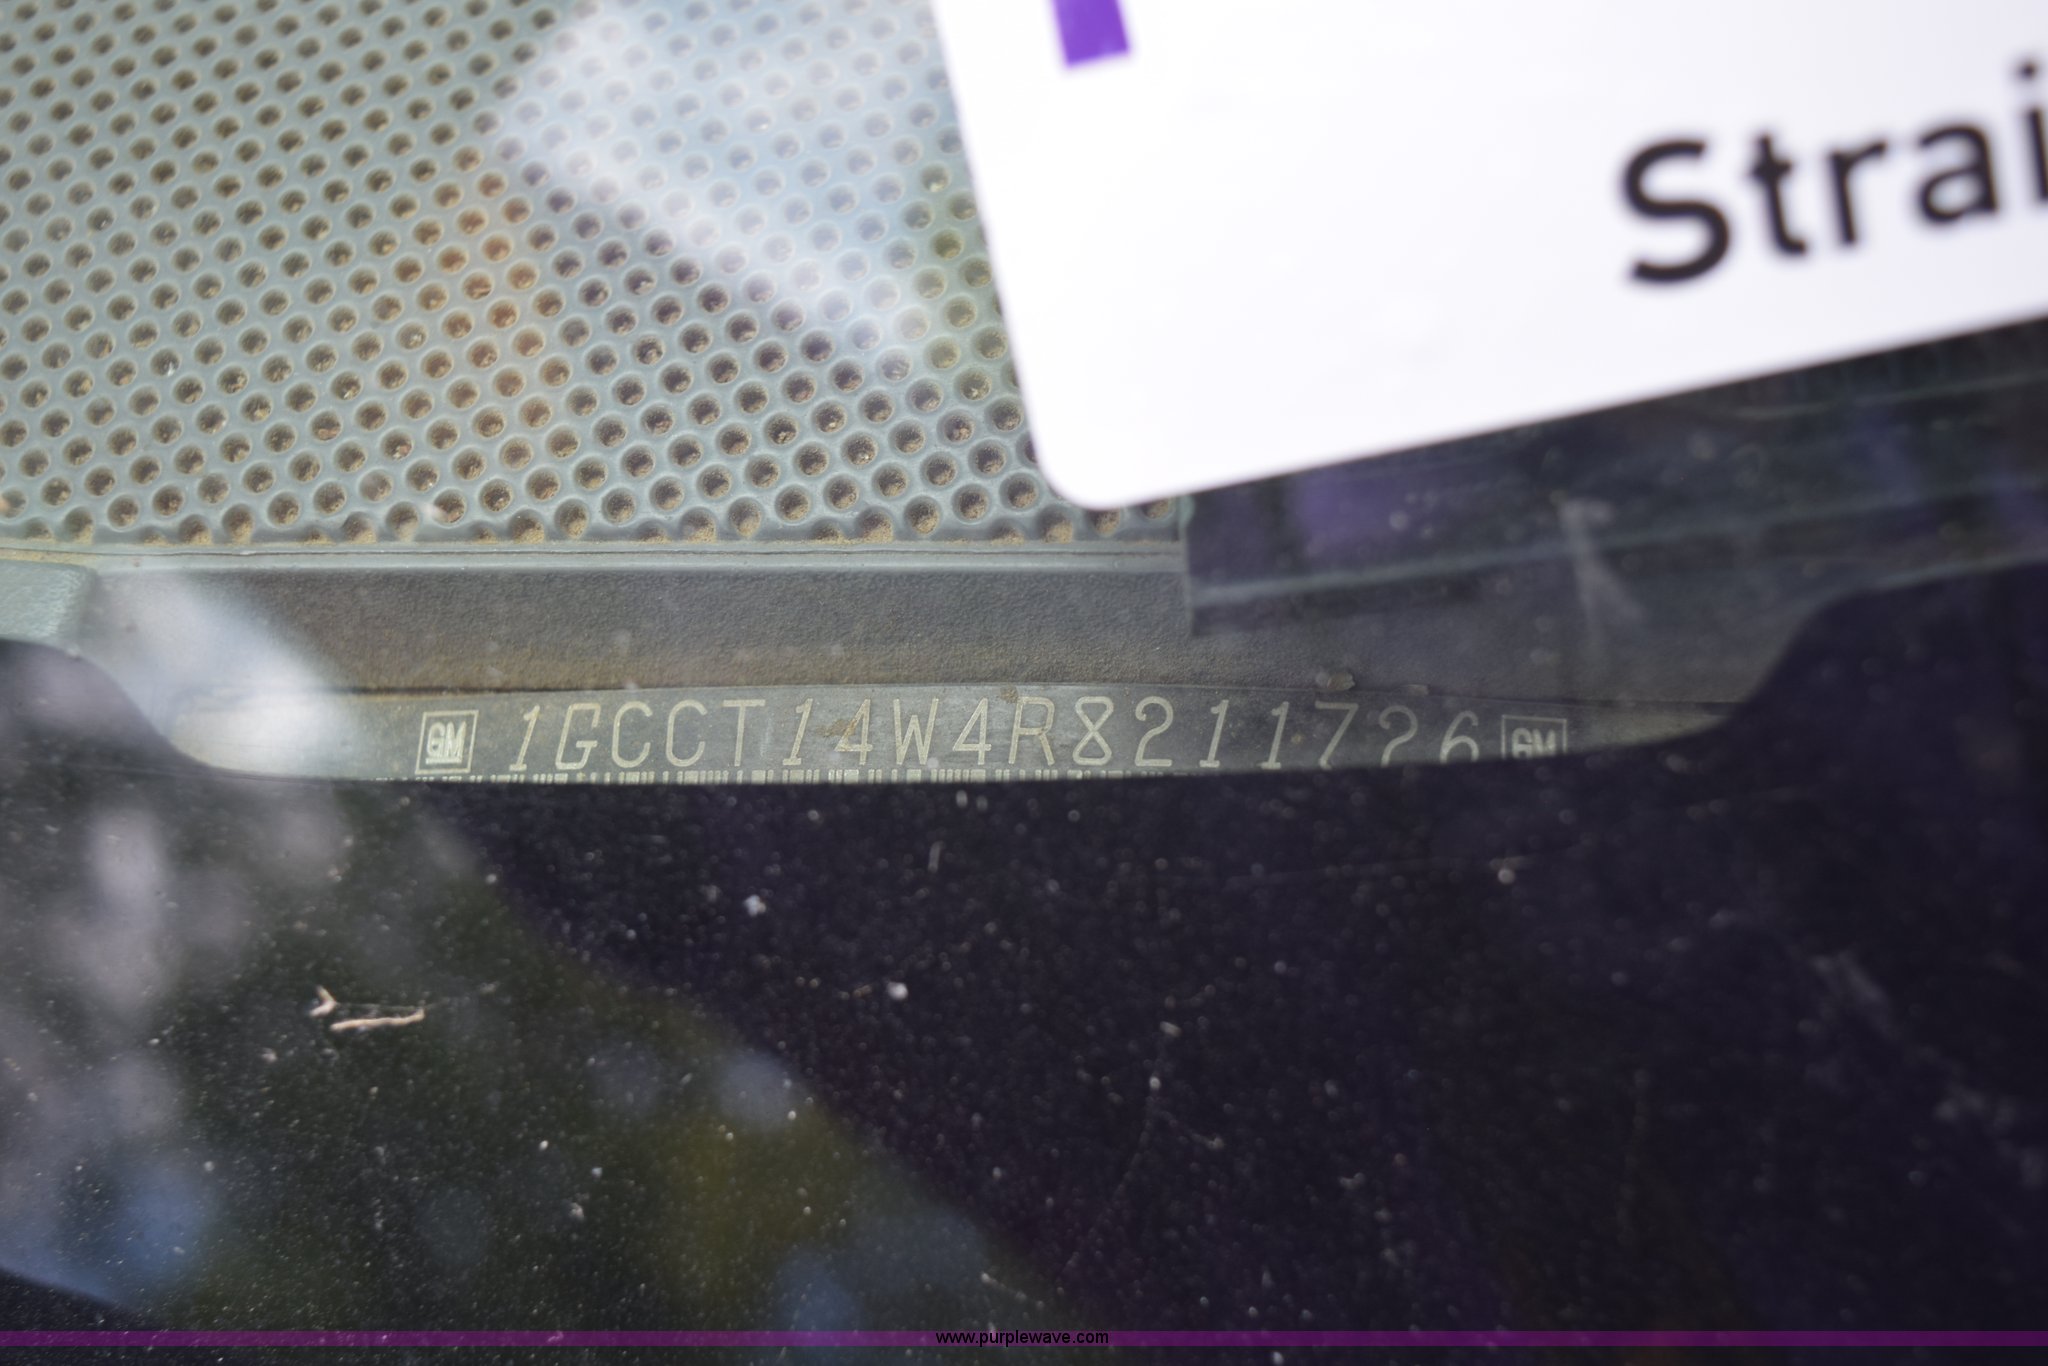 Strai
GM 1GCCT14W4R8211726 GM
www.purplewave.com